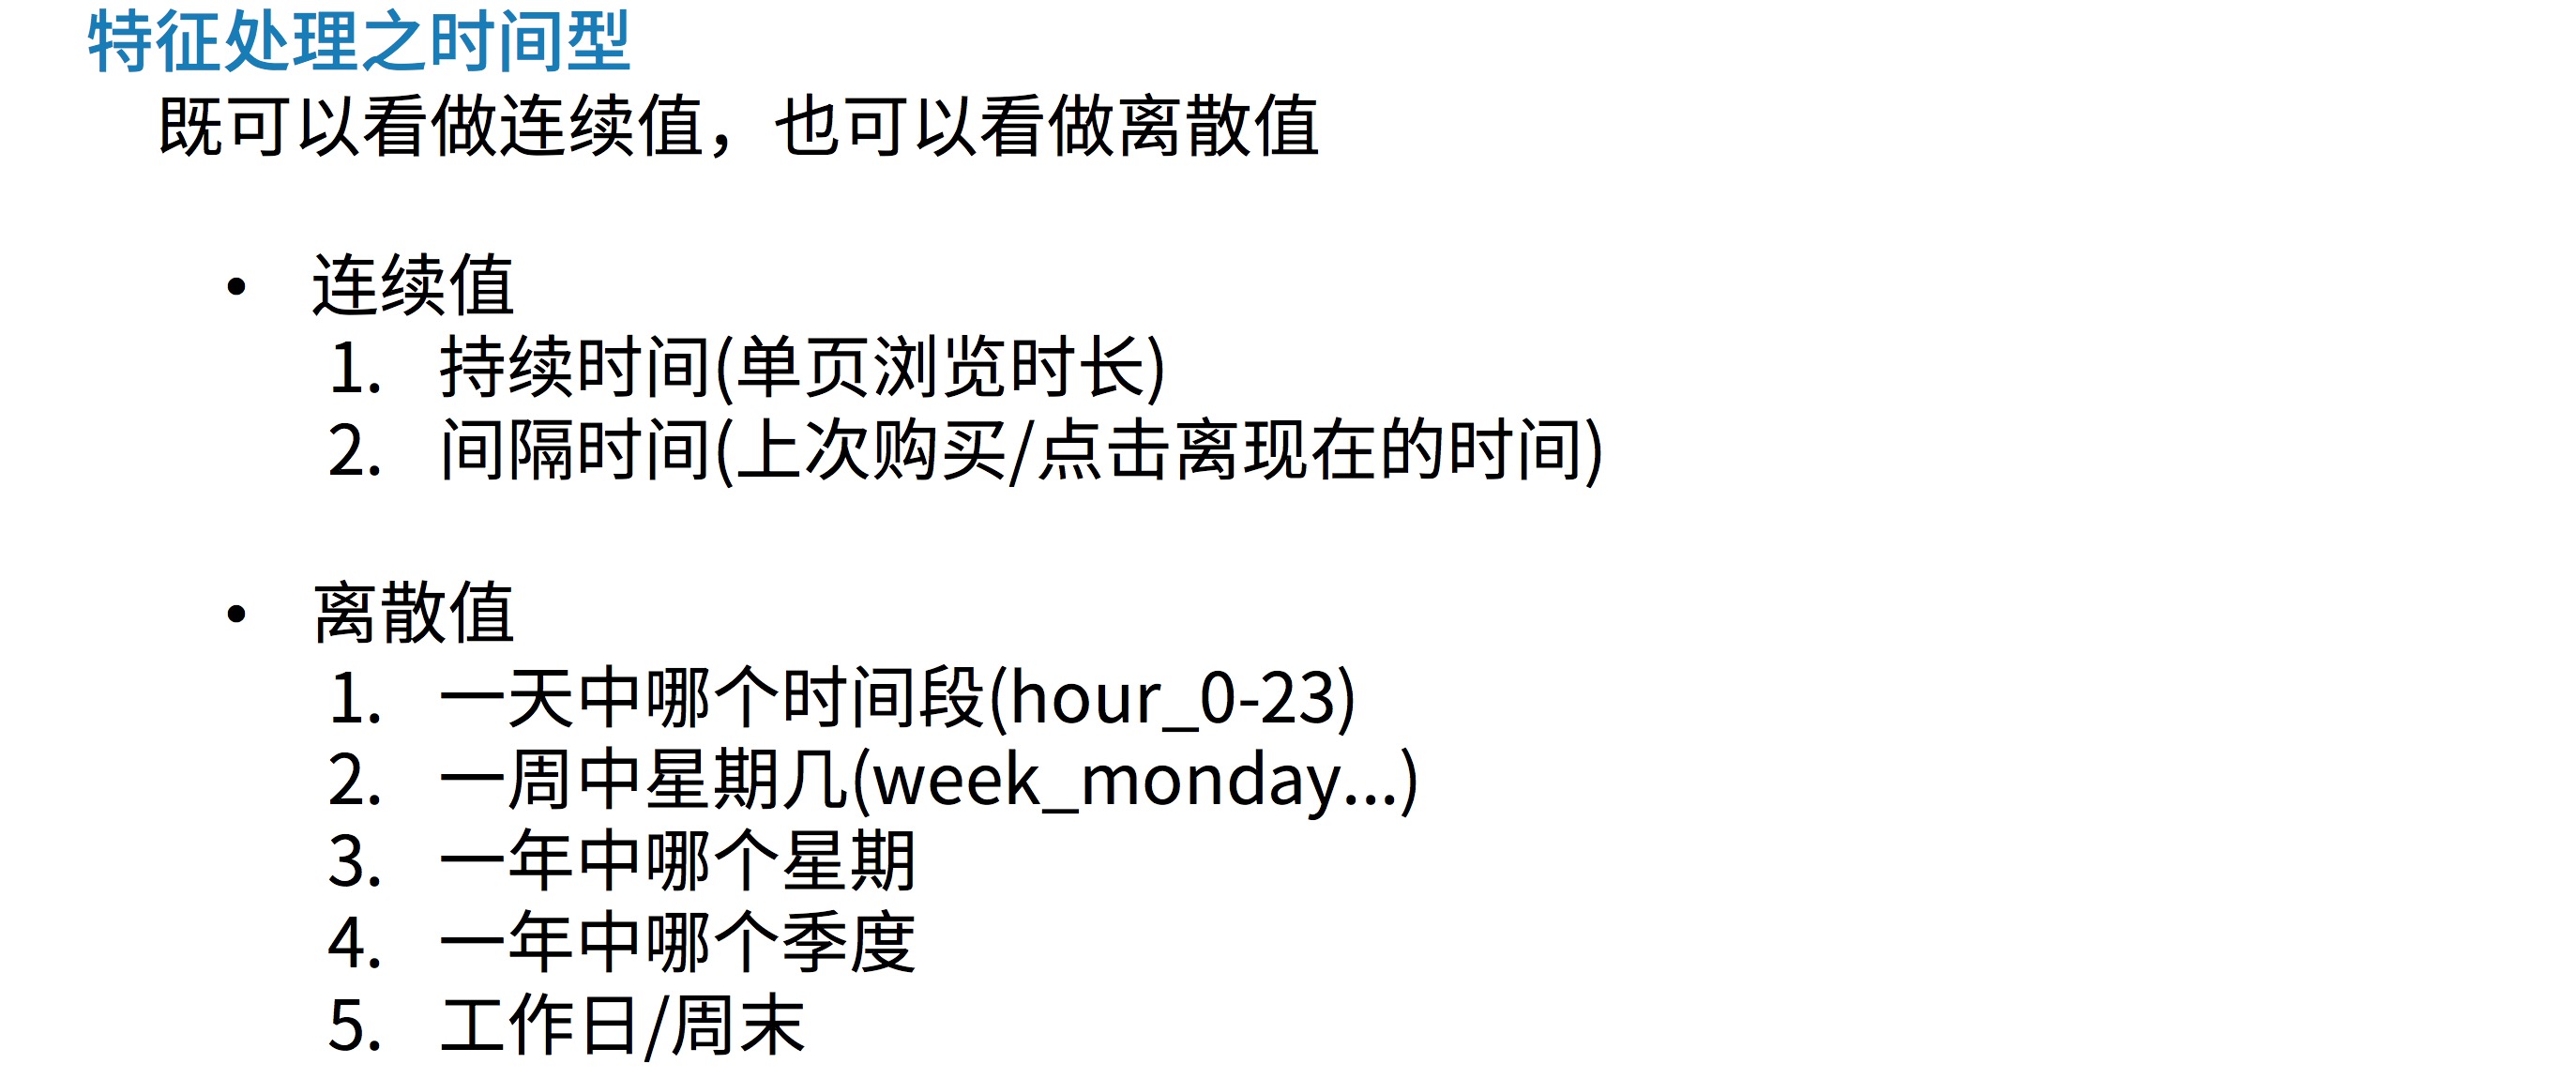 特征处理之时间型
既可以看做连续值，也可以看做离散值
• 连续值
1. 持续时间(单页浏览时长)
2. 间隔时间(上次购买/点击离现在的时间)
• 离散值
1. 一天中哪个时间段(hour_0-23)
2. 一周中星期几(week_monday...)
3. 一年中哪个星期
4. 一年中哪个季度
5. 工作日/周末